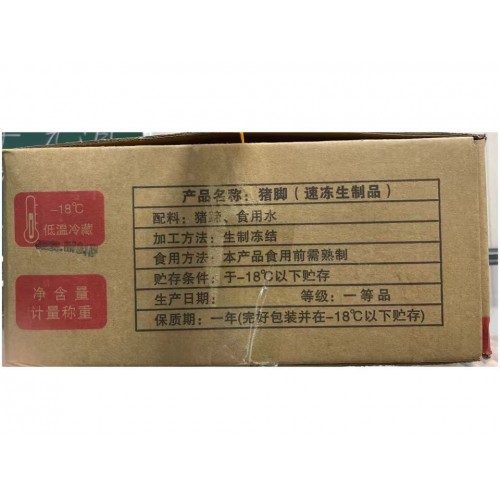 -18℃
低温冷藏
净含量
计量称重
产品名称：猪脚（速冻生制品）
配料：猪蹄、食用水
加工方法：生制冻结
食用方法：本产品食用前需熟制
贮存条件：于-18℃以下贮存
生产日期： 等级：一等品
保质期：一年(完好包装并在-18℃以下贮存)